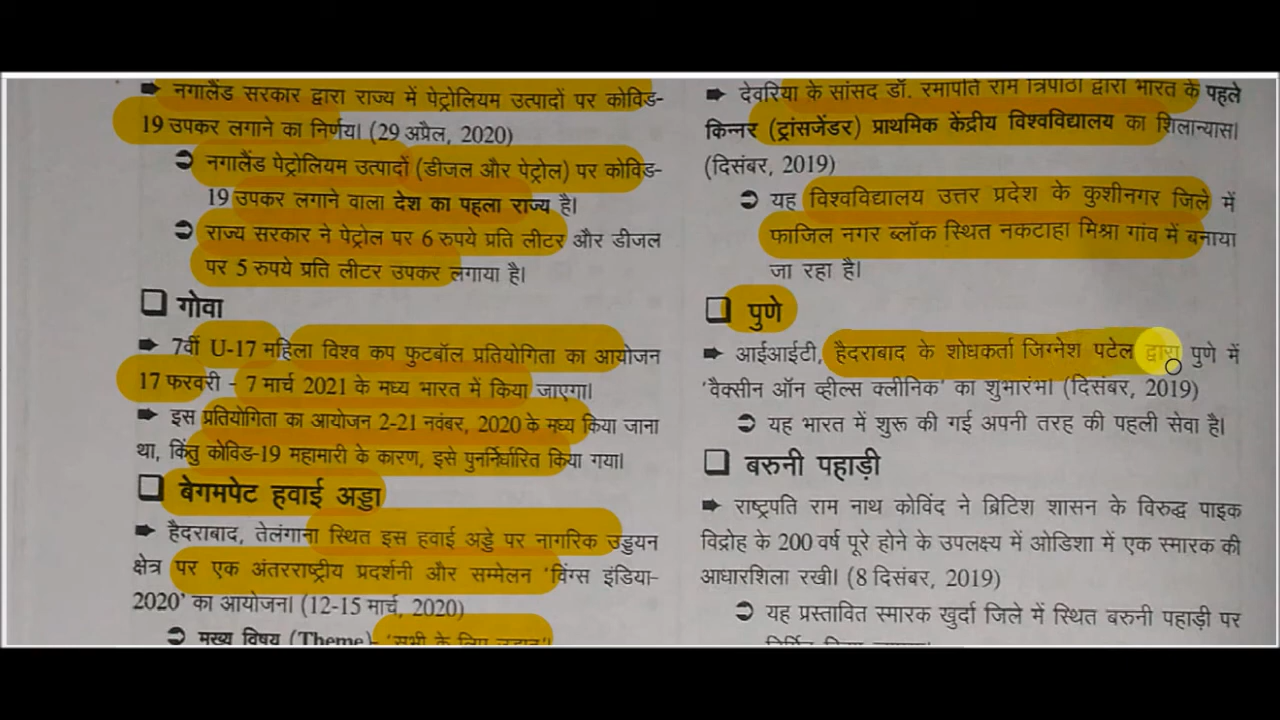 ➡ नगालैंड सरकार द्वारा राज्य में पेट्रोलियम उत्पादों पर कोविड-
19 उपकर लगाने का निर्णय। (29 अप्रैल, 2020)
➲ नगालैंड पेट्रोलियम उत्पादों (डीजल और पेट्रोल) पर कोविड-
19 उपकर लगाने वाला देश का पहला राज्य है।
➲ राज्य सरकार ने पेट्रोल पर 6 रुपये प्रति लीटर और डीजल
पर 5 रुपये प्रति लीटर उपकर लगाया है।
❑ गोवा
➡ 7वीं U-17 महिला विश्व कप फुटबॉल प्रतियोगिता का आयोजन
17 फरवरी - 7 मार्च 2021 के मध्य भारत में किया जाएगा।
➡ इस प्रतियोगिता का आयोजन 2-21 नवंबर, 2020 के मध्य किया जाना
था, किंतु कोविड-19 महामारी के कारण, इसे पुनर्निर्धारित किया गया।
❑ बेगमपेट हवाई अड्डा
➡ हैदराबाद, तेलंगाना स्थित इस हवाई अड्डे पर नागरिक उड्डयन
क्षेत्र पर एक अंतरराष्ट्रीय प्रदर्शनी और सम्मेलन 'विंग्स इंडिया-
2020' का आयोजन। (12-15 मार्च, 2020)
➲ मुख्य विषय (Theme)- 'सभी के लिए उड़ान'।
➡ देवरिया के सांसद डॉ. रमापति राम त्रिपाठी द्वारा भारत के पहले
किन्नर (ट्रांसजेंडर) प्राथमिक केंद्रीय विश्वविद्यालय का शिलान्यास।
(दिसंबर, 2019)
➲ यह विश्वविद्यालय उत्तर प्रदेश के कुशीनगर जिले में
फाजिल नगर ब्लॉक स्थित नकटाहा मिश्रा गांव में बनाया
जा रहा है।
❑ पुणे
➡ आईआईटी, हैदराबाद के शोधकर्ता जिग्नेश पटेल द्वारा पुणे में
'वैक्सीन ऑन व्हील्स क्लीनिक' का शुभारंभ। (दिसंबर, 2019)
➲ यह भारत में शुरू की गई अपनी तरह की पहली सेवा है।
❑ बरुनी पहाड़ी
➡ राष्ट्रपति राम नाथ कोविंद ने ब्रिटिश शासन के विरुद्ध पाइक
विद्रोह के 200 वर्ष पूरे होने के उपलक्ष्य में ओडिशा में एक स्मारक की
आधारशिला रखी। (8 दिसंबर, 2019)
➲ यह प्रस्तावित स्मारक खुर्दा जिले में स्थित बरुनी पहाड़ी पर